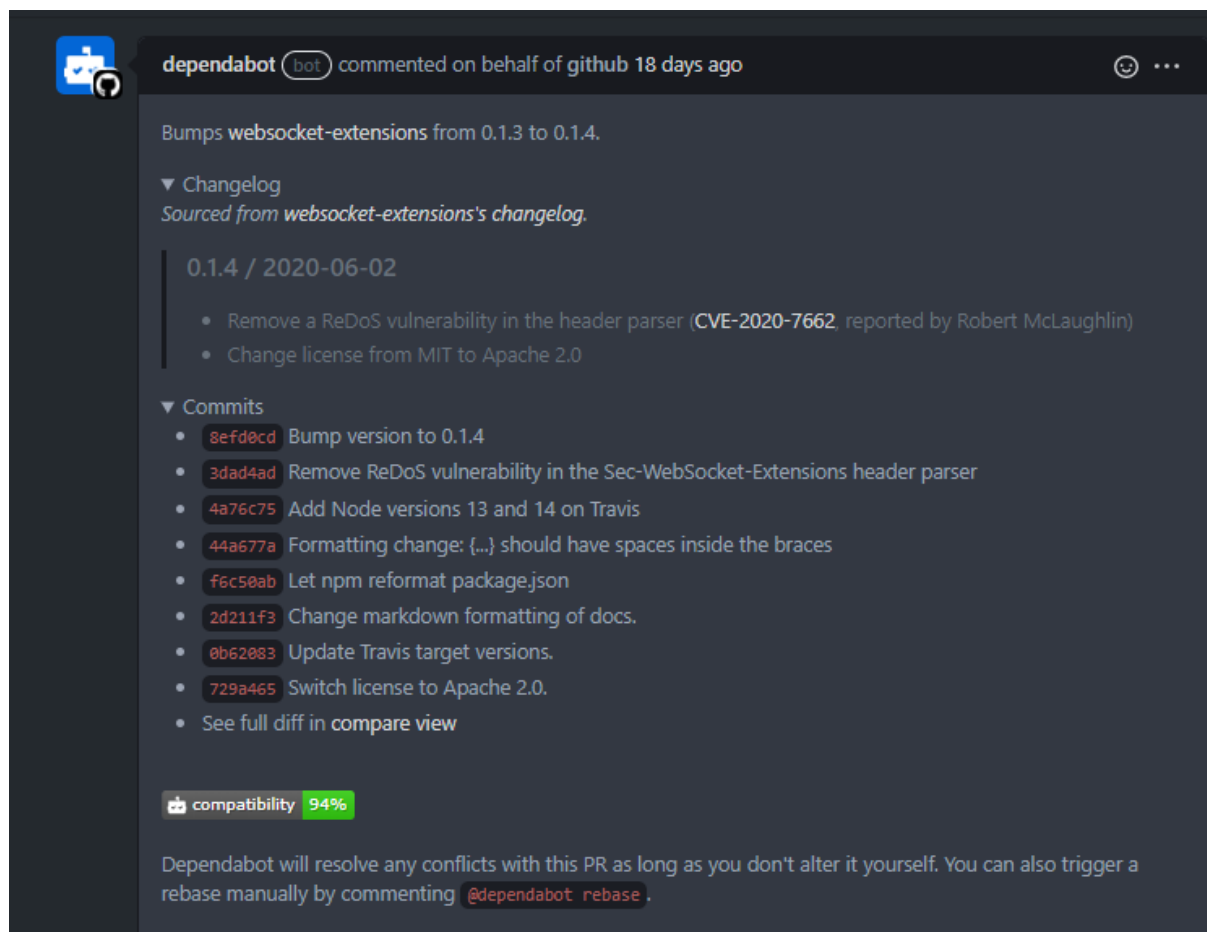 dependabot bot commented on behalf of github 18 days ago
Bumps websocket-extensions from 0.1.3 to 0.1.4.
▼ Changelog
Sourced from websocket-extensions's changelog.
0.1.4 / 2020-06-02
• Remove a ReDoS vulnerability in the header parser (CVE-2020-7662, reported by Robert McLaughlin)
• Change license from MIT to Apache 2.0
▼ Commits
• 8efd0cd Bump version to 0.1.4
• 3dad4ad Remove ReDoS vulnerability in the Sec-WebSocket-Extensions header parser
• 4a76c75 Add Node versions 13 and 14 on Travis
• 44a677a Formatting change: {...} should have spaces inside the braces
• f6c50ab Let npm reformat package.json
• 2d211f3 Change markdown formatting of docs.
• 0b62083 Update Travis target versions.
• 729a465 Switch license to Apache 2.0.
• See full diff in compare view
compatibility 94%
Dependabot will resolve any conflicts with this PR as long as you don't alter it yourself. You can also trigger a
rebase manually by commenting @dependabot rebase.